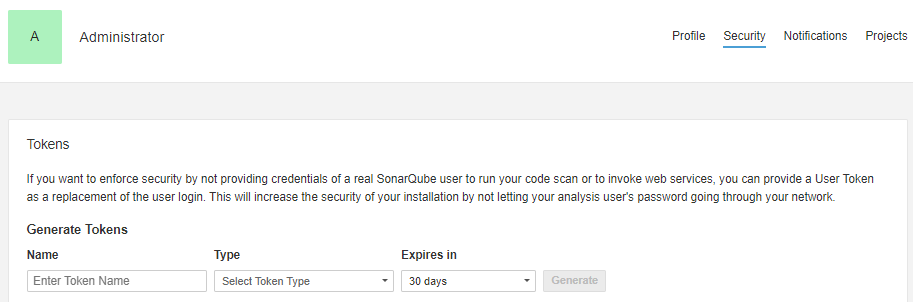 A
Administrator
Profile Security Notifications Projects
Tokens
If you want to enforce security by not providing credentials of a real SonarQube user to run your code scan or to invoke web services, you can provide a User Token
as a replacement of the user login. This will increase the security of your installation by not letting your analysis user's password going through your network.
Generate Tokens
Name Type Expires in
Enter Token Name Select Token Type 30 days Generate